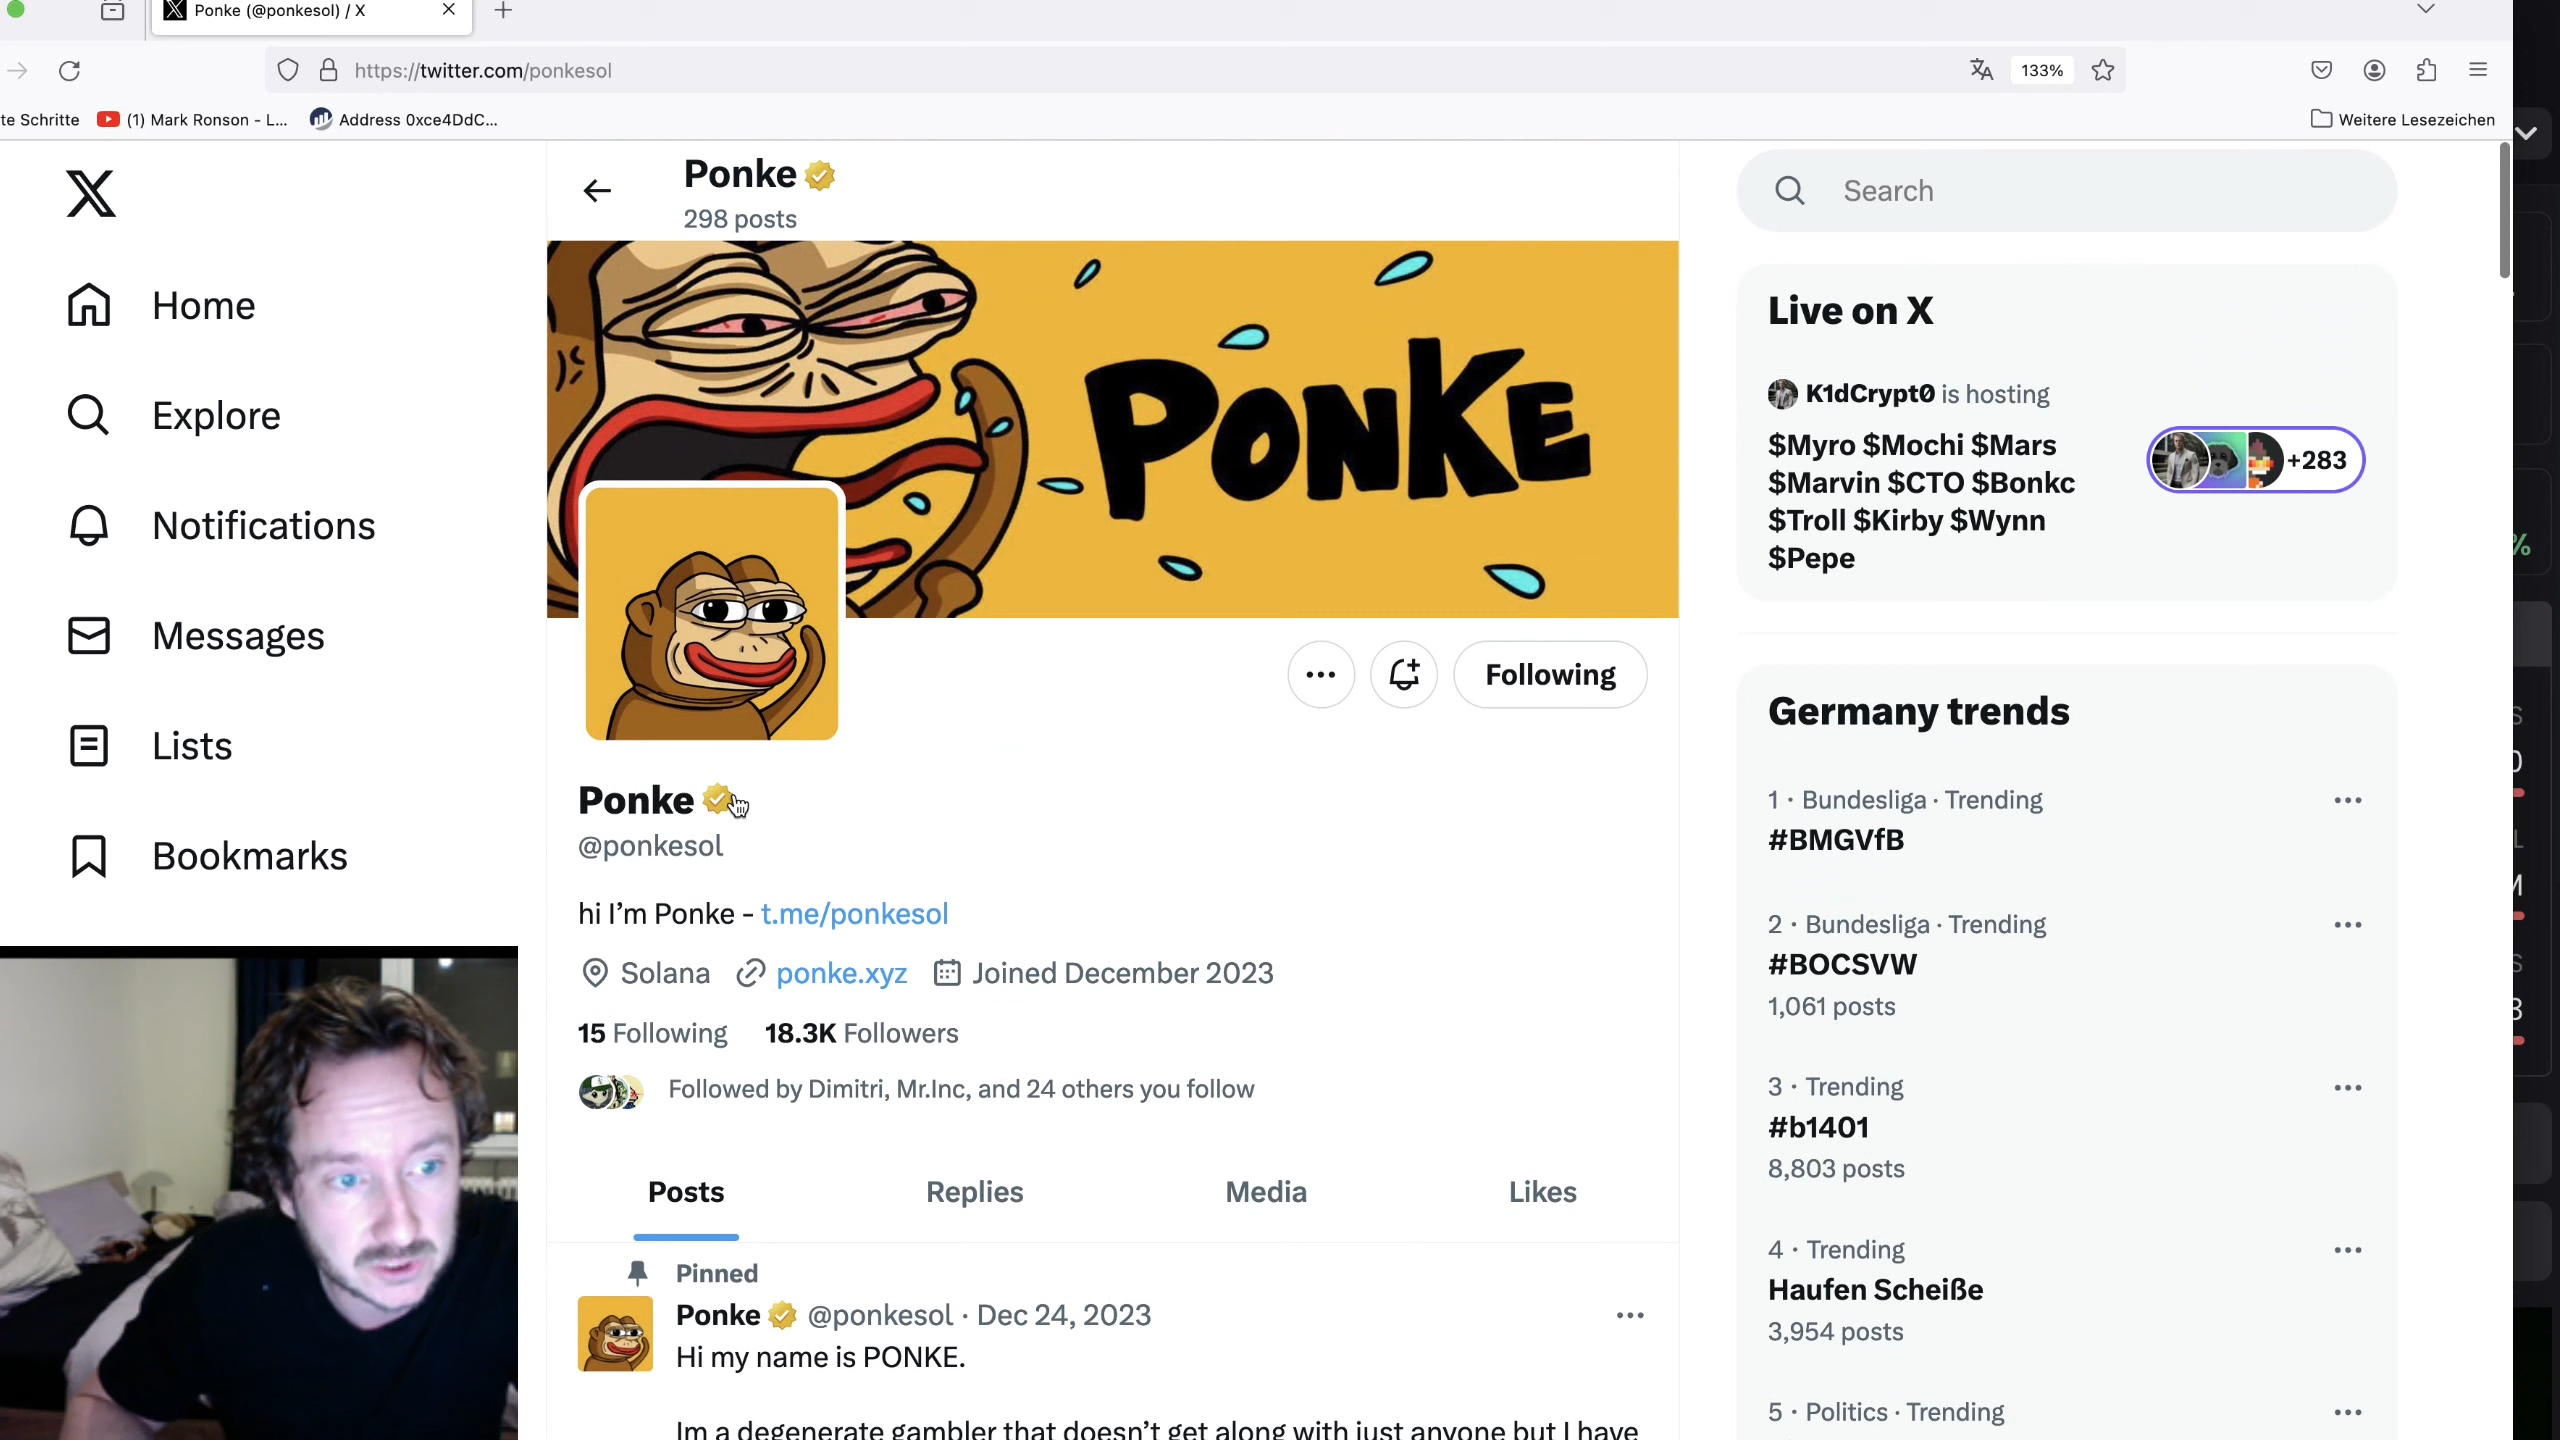 Ponke (@ponkesol) / X
https://twitter.com/ponkesol
133%
te Schritte
(1) Mark Ronson - L...
Address 0xce4DdC...
Weitere Lesezeichen
Home
Explore
Notifications
Messages
Lists
Bookmarks
Ponke
298 posts
PONKE
Following
Ponke
@ponkesol
hi I’m Ponke - t.me/ponkesol
Solana
ponke.xyz
Joined December 2023
15 Following
18.3K Followers
Followed by Dimitri, Mr.Inc, and 24 others you follow
Posts
Replies
Media
Likes
Pinned
Ponke @ponkesol · Dec 24, 2023
Hi my name is PONKE.
Im a degenerate gambler that doesn’t get along with just anyone but I have
Search
Live on X
K1dCrypt0 is hosting
$Myro $Mochi $Mars
$Marvin $CTO $Bonkc
$Troll $Kirby $Wynn
$Pepe
+283
Germany trends
1 · Bundesliga · Trending
#BMGVfB
2 · Bundesliga · Trending
#BOCSVW
1,061 posts
3 · Trending
#b1401
8,803 posts
4 · Trending
Haufen Scheiße
3,954 posts
5 · Politics · Trending
%